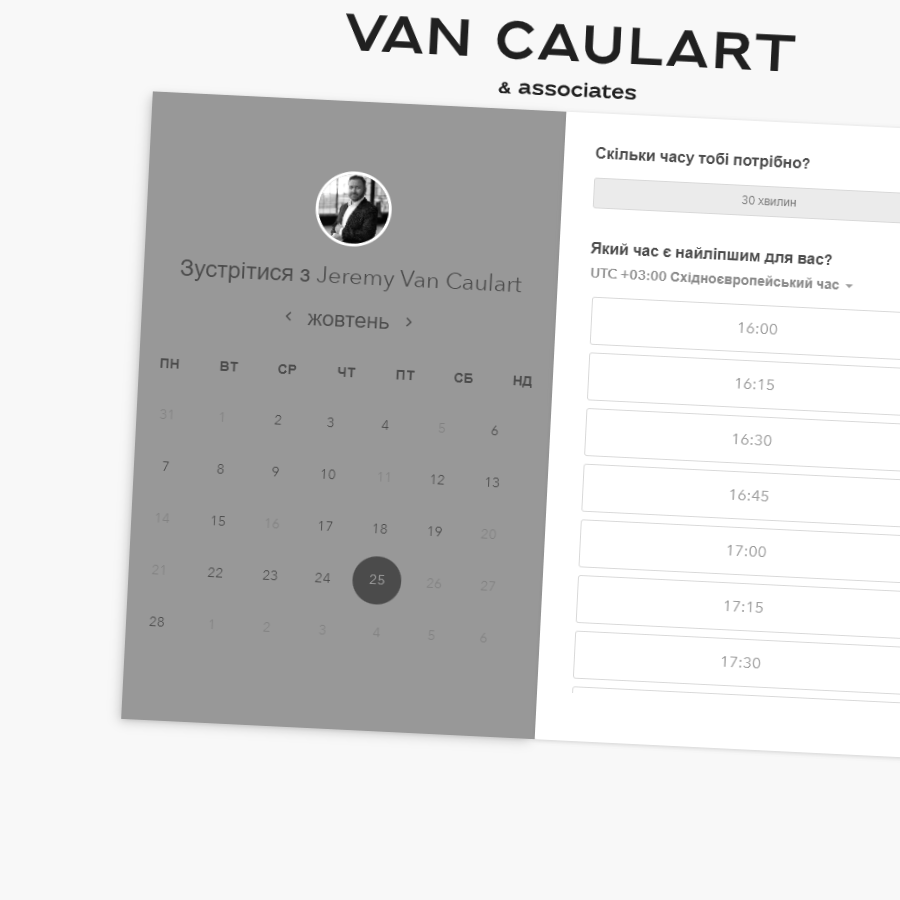 VAN CAULART
& associates
Зустрітися з Jeremy Van Caulart
жовтень
ПН ВТ СР ЧТ ПТ СБ НД
31 1 2 3 4 5 6
7 8 9 10 11 12 13
14 15 16 17 18 19 20
21 22 23 24 25 26 27
28 1 2 3 4 5 6
Скільки часу тобі потрібно?
30 хвилин
Який час є найліпшим для вас?
UTC +03:00 Східноєвропейський час
16:00
16:15
16:30
16:45
17:00
17:15
17:30